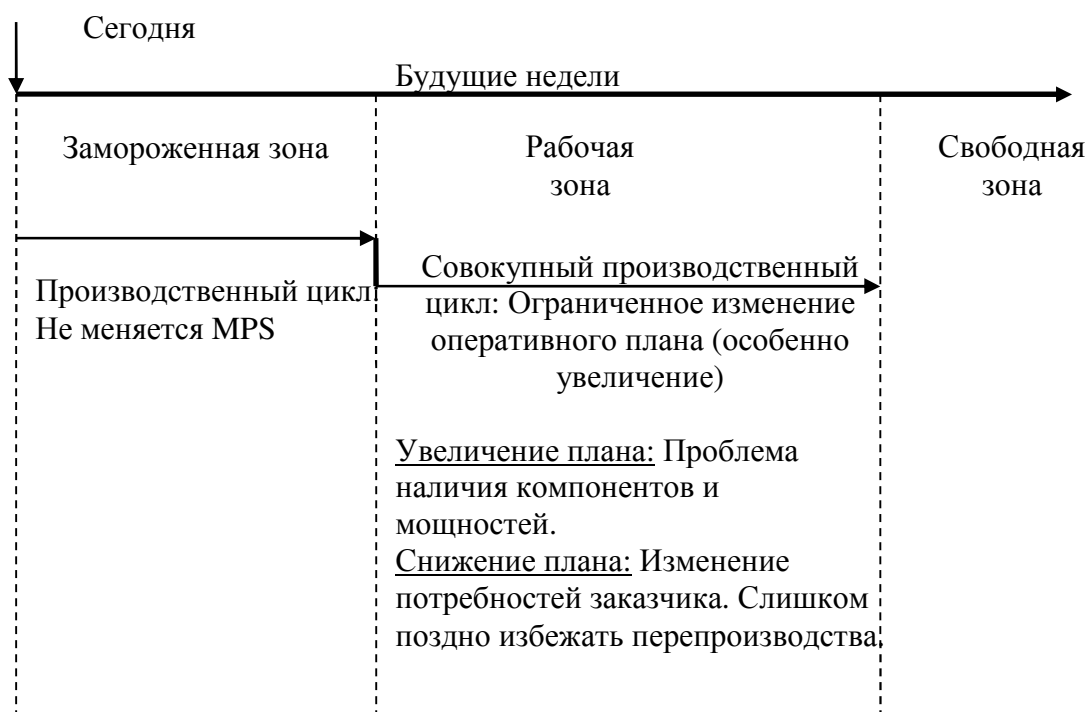 Сегодня
Будущие недели
Замороженная зона
Рабочая
зона
Свободная
зона
Производственный цикл:
Не меняется MPS
Совокупный производственный
цикл: Ограниченное изменение
оперативного плана (особенно
увеличение)
Увеличение плана: Проблема
наличия компонентов и
мощностей.
Снижение плана: Изменение
потребностей заказчика. Слишком
поздно избежать перепроизводства.